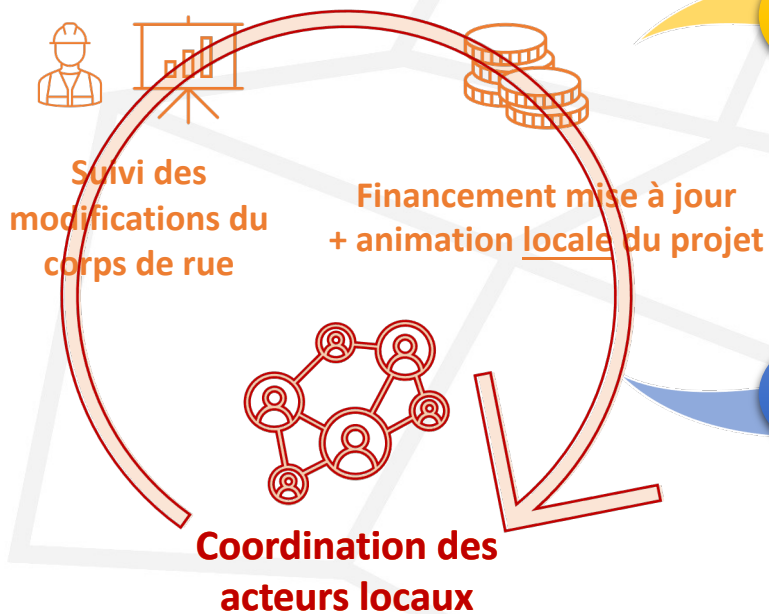 Suivi des
modifications du
corps de rue
Financement mise à jour
+ animation locale du projet
Coordination des
acteurs locaux